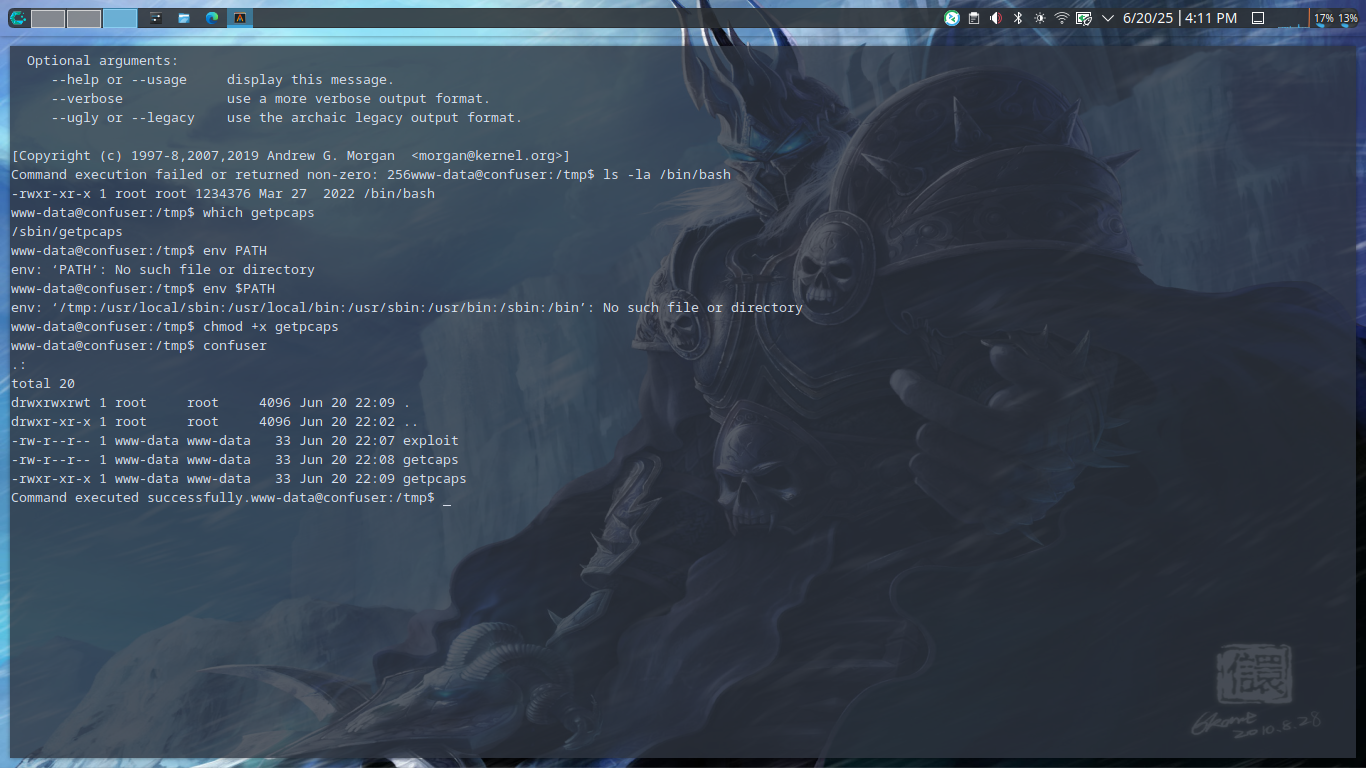 6/20/25 4:11 PM 17% 13%
Optional arguments:
--help or --usage     display this message.
--verbose             use a more verbose output format.
--ugly or --legacy    use the archaic legacy output format.
[Copyright (c) 1997-8,2007,2019 Andrew G. Morgan  <morgan@kernel.org>]
Command execution failed or returned non-zero: 256www-data@confuser:/tmp$ ls -la /bin/bash
-rwxr-xr-x 1 root root 1234376 Mar 27  2022 /bin/bash
www-data@confuser:/tmp$ which getpcaps
/sbin/getpcaps
www-data@confuser:/tmp$ env PATH
env: ‘PATH’: No such file or directory
www-data@confuser:/tmp$ env $PATH
env: ‘/tmp:/usr/local/sbin:/usr/local/bin:/usr/sbin:/usr/bin:/sbin:/bin’: No such file or directory
www-data@confuser:/tmp$ chmod +x getpcaps
www-data@confuser:/tmp$ confuser
.:
total 20
drwxrwxrwt 1 root     root     4096 Jun 20 22:09 .
drwxr-xr-x 1 root     root     4096 Jun 20 22:02 ..
-rw-r--r-- 1 www-data www-data   33 Jun 20 22:07 exploit
-rw-r--r-- 1 www-data www-data   33 Jun 20 22:08 getcaps
-rwxr-xr-x 1 www-data www-data   33 Jun 20 22:09 getpcaps
Command executed successfully.www-data@confuser:/tmp$ _
2010.8.28